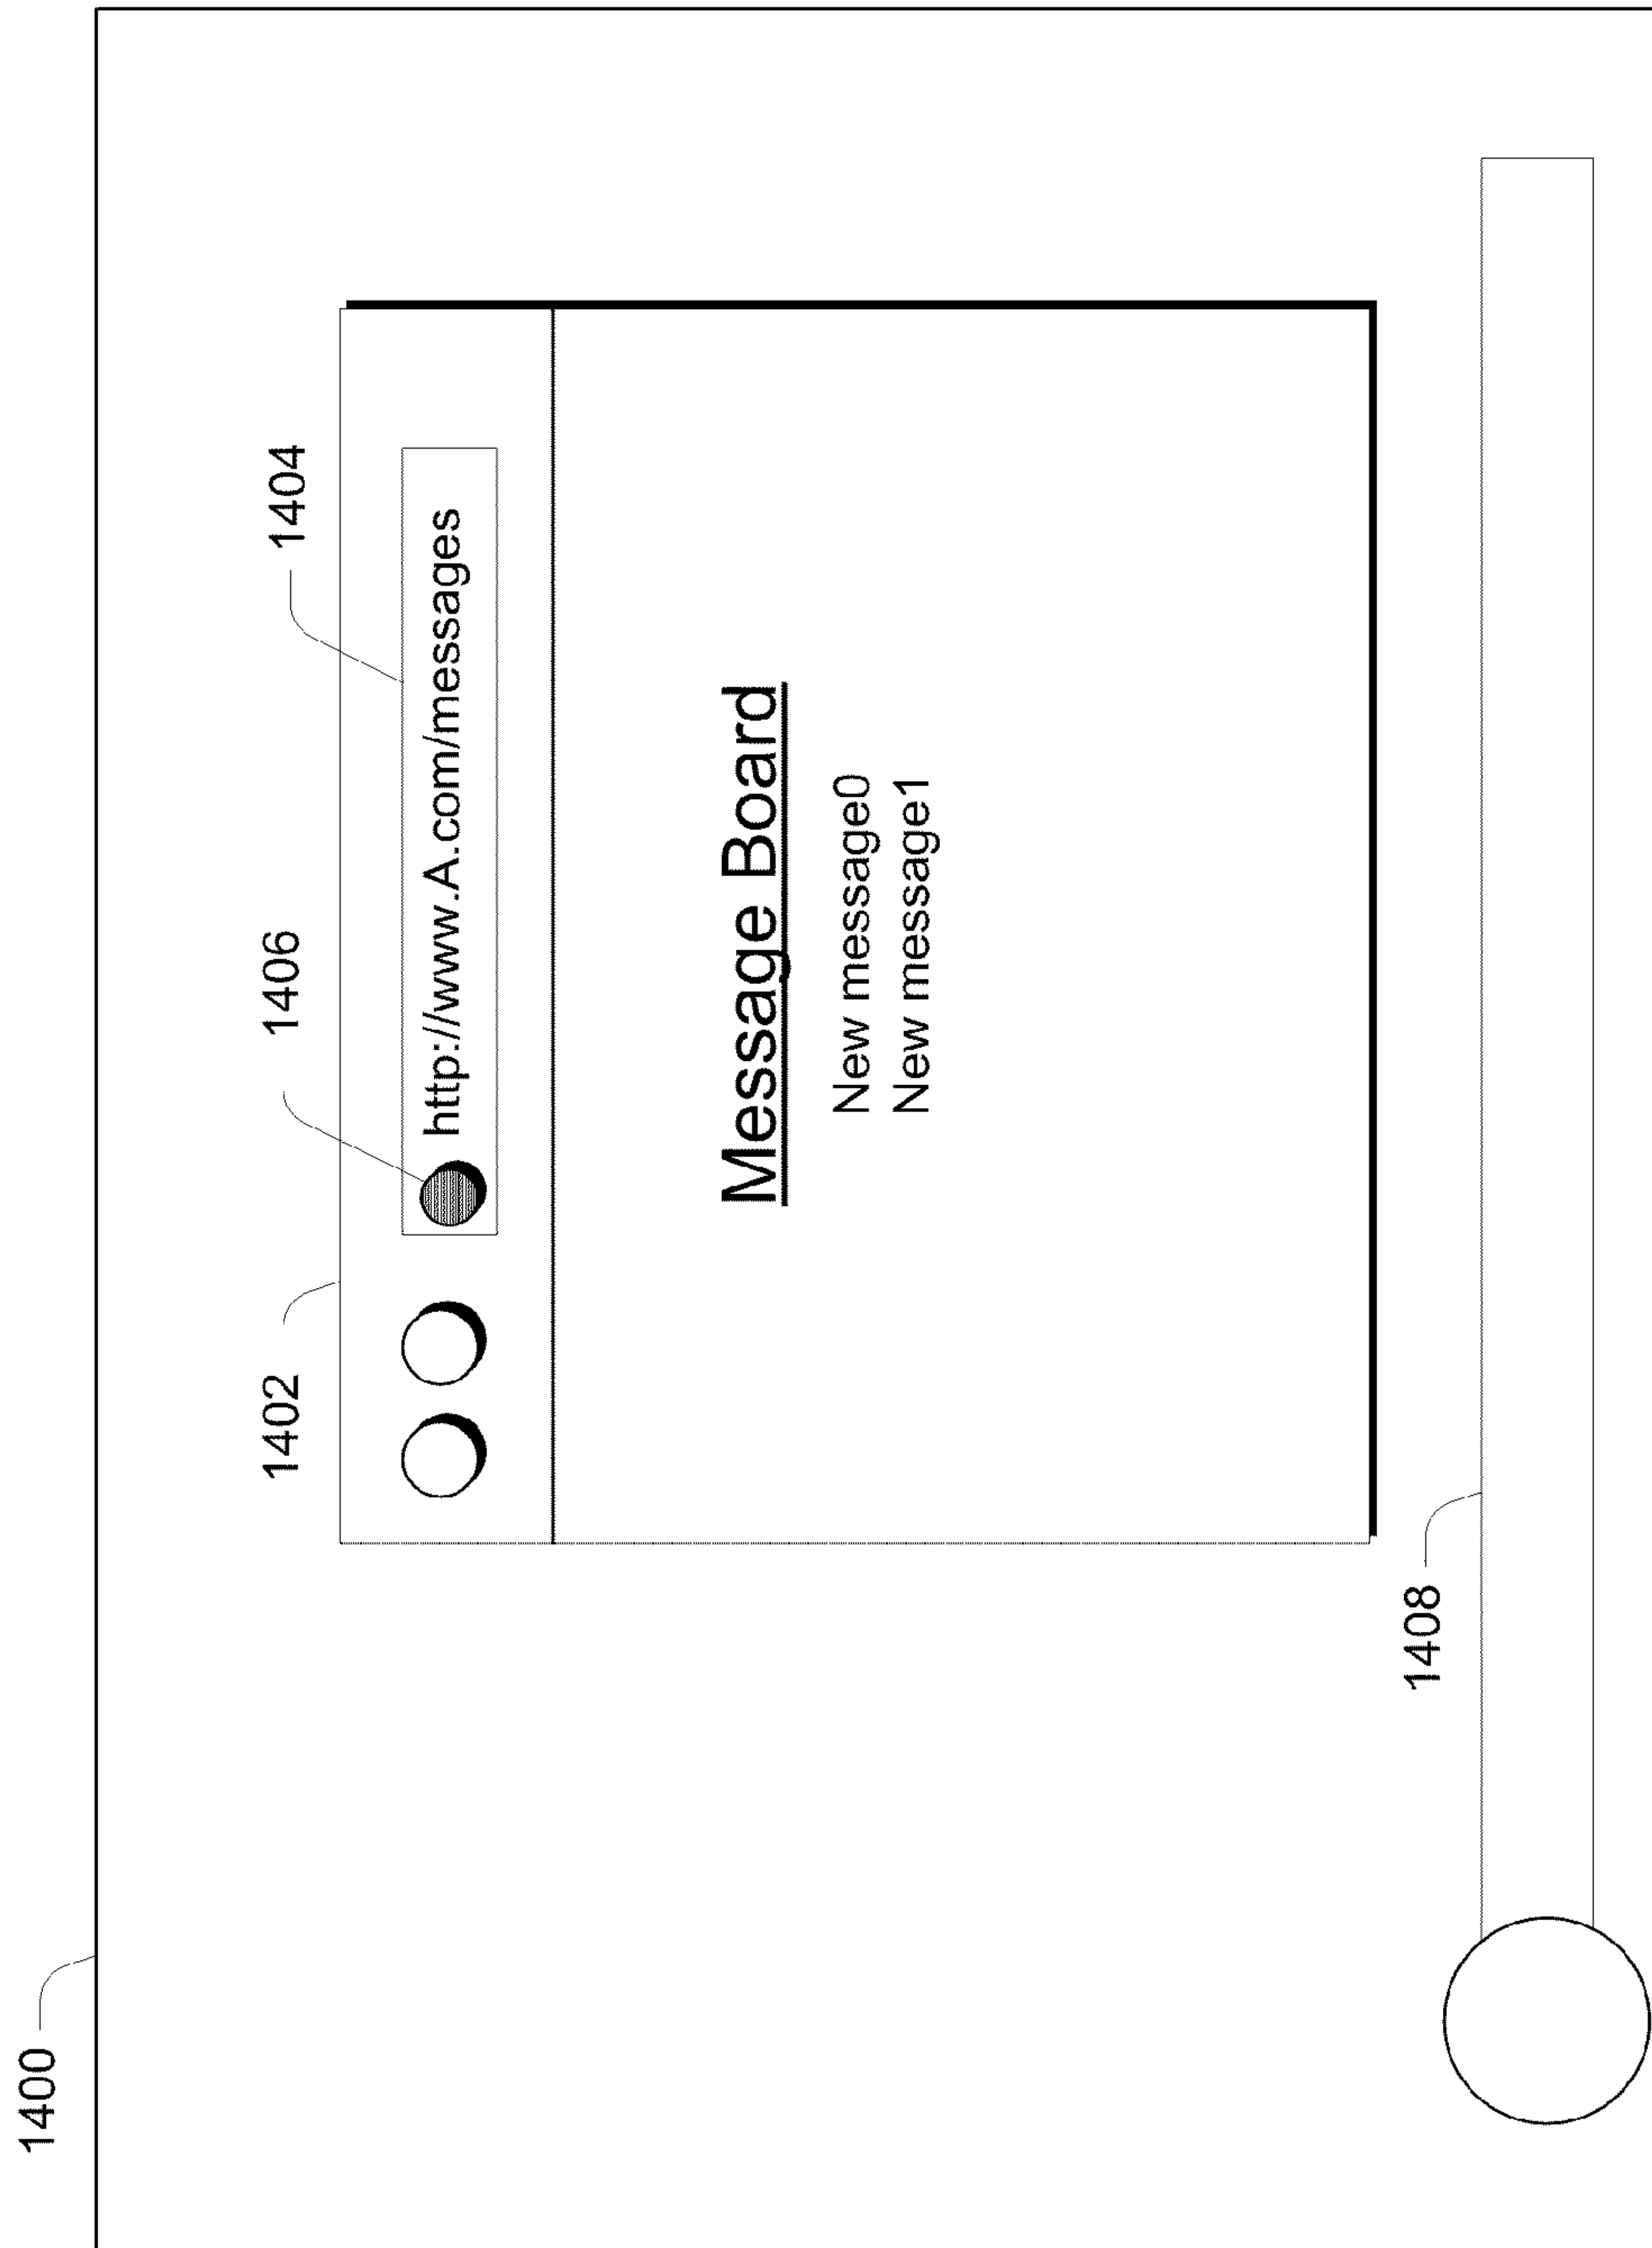 1400
1402
1406
1404
http://www.A.com/messages
Message Board
New message0
New message1
1408